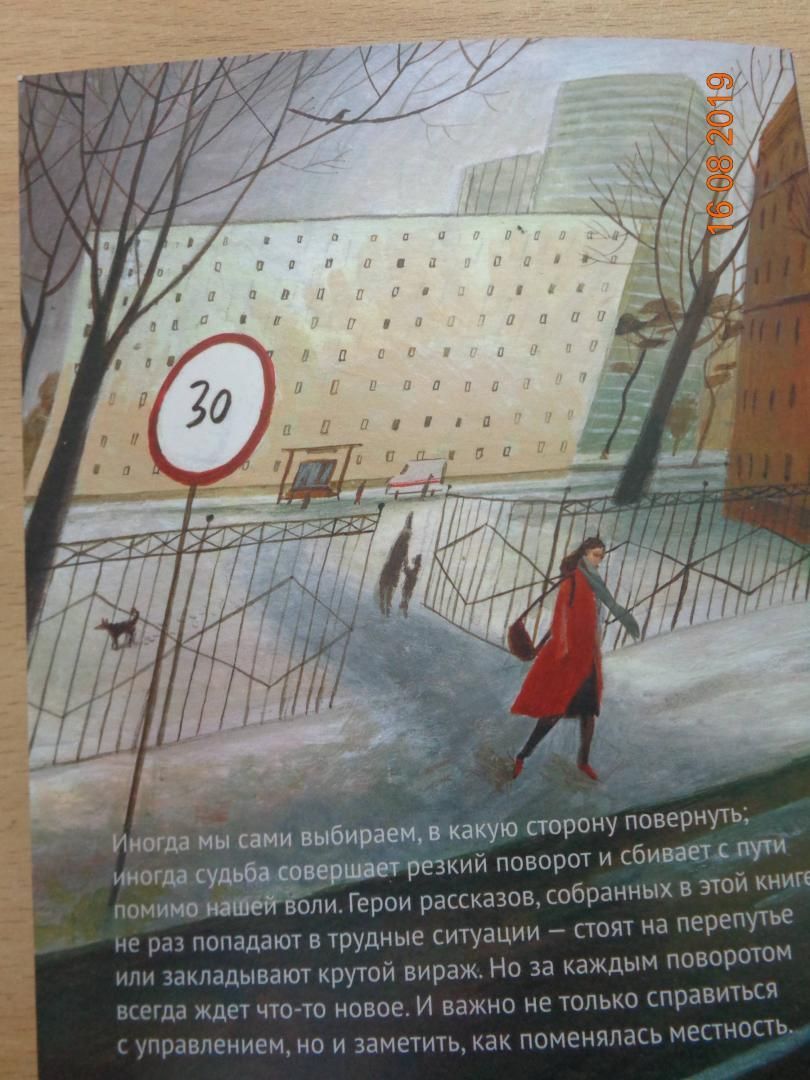 16 08 2019
30
Иногда мы сами выбираем, в какую сторону повернуть;
иногда судьба совершает резкий поворот и сбивает с пути
помимо нашей воли. Герои рассказов, собранных в этой книге
не раз попадают в трудные ситуации — стоят на перепутье
или закладывают крутой вираж. Но за каждым поворотом
всегда ждет что-то новое. И важно не только справиться
с управлением, но и заметить, как поменялась местность.